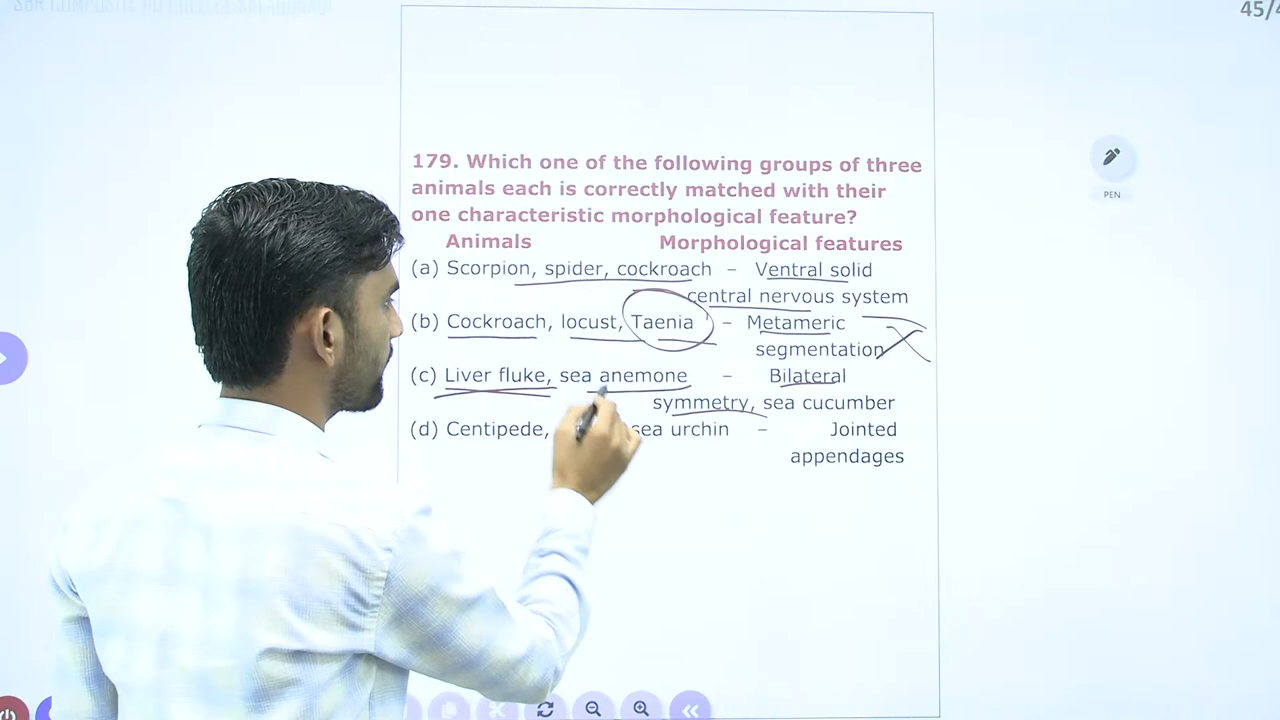 45/4
179. Which one of the following groups of three
animals each is correctly matched with their
one characteristic morphological feature?
Animals Morphological features
(a) Scorpion, spider, cockroach – Ventral solid
central nervous system
(b) Cockroach, locust, Taenia – Metameric
segmentation
(c) Liver fluke, sea anemone – Bilateral
symmetry, sea cucumber
(d) Centipede, sea urchin – Jointed
appendages
PEN